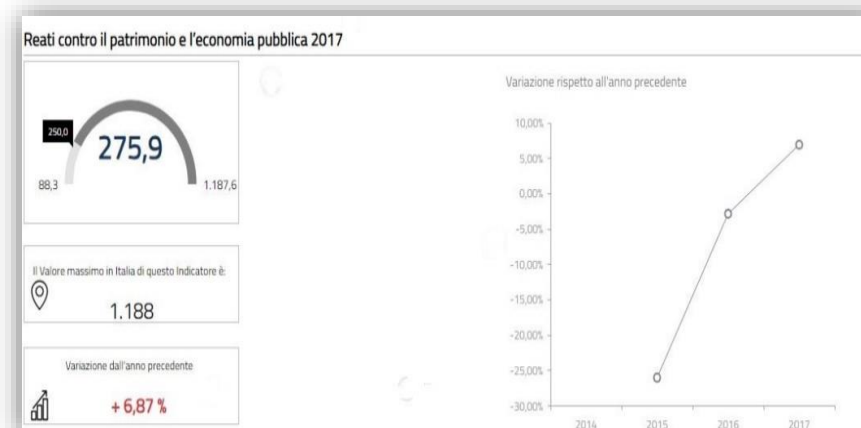 Reati contro il patrimonio e l'economia pubblica 2017
250,0
275,9
88,3
1.187,6
Il Valore massimo in Italia di questo Indicatore è:
1.188
Variazione dall'anno precedente
+ 6,87 %
Variazione rispetto all'anno precedente
10,00%
5,00%
0,00%
-5,00%
-10,00%
-15,00%
-20,00%
-25,00%
-30,00%
2014 2015 2016 2017